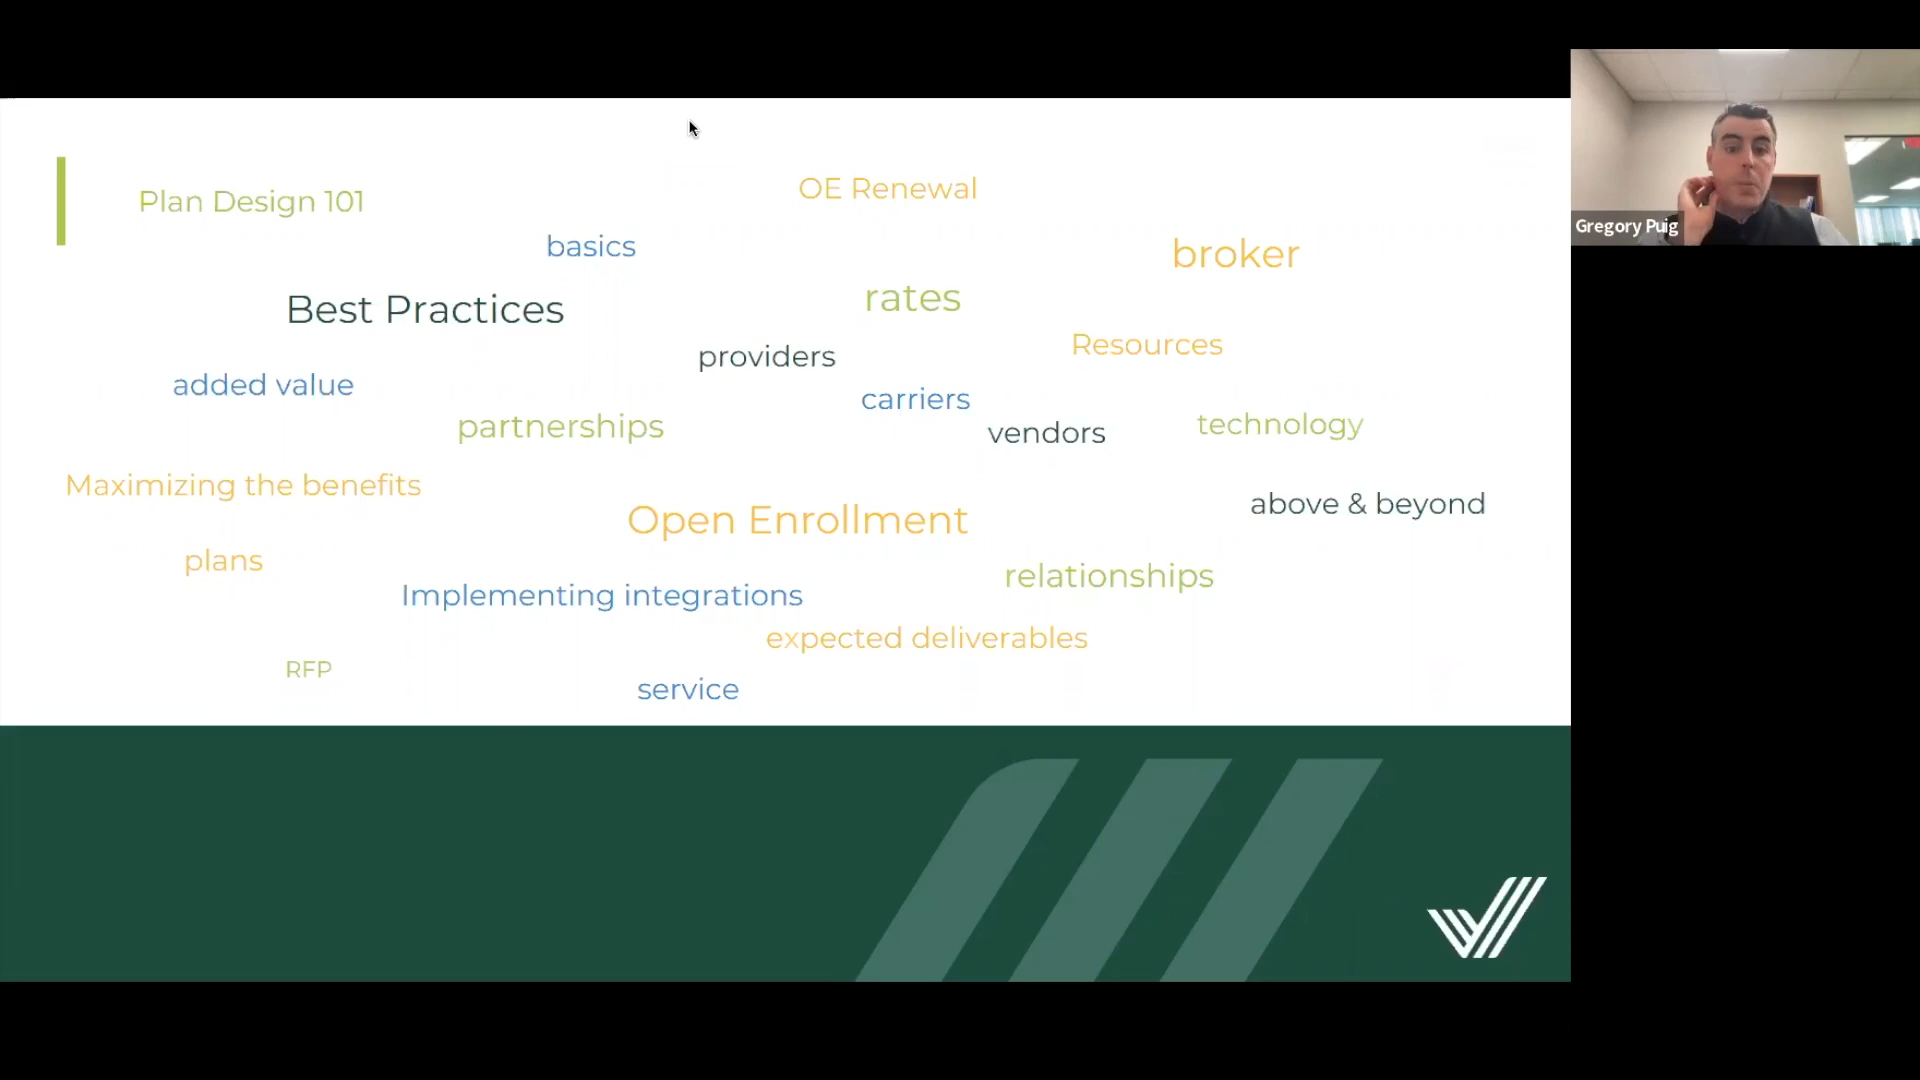 Plan Design 101
OE Renewal
basics
broker
Best Practices
rates
Resources
providers
added value
carriers
partnerships
vendors
technology
Maximizing the benefits
above & beyond
Open Enrollment
plans
relationships
Implementing integrations
expected deliverables
RFP
service
Gregory Puig